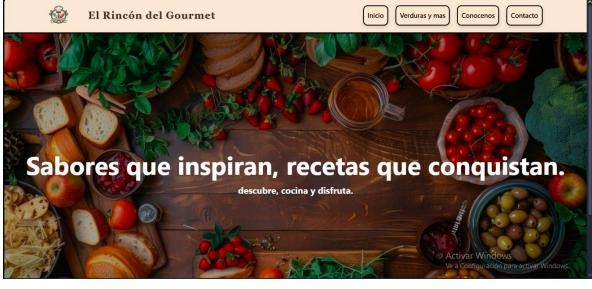 El Rincón del Gourmet
Inicio
Verduras y mas
Conocenos
Contacto
Sabores que inspiran, recetas que conquistan.
descubre, cocina y disfruta.
Activar Windows
Ve a Configuración para activar Windows.